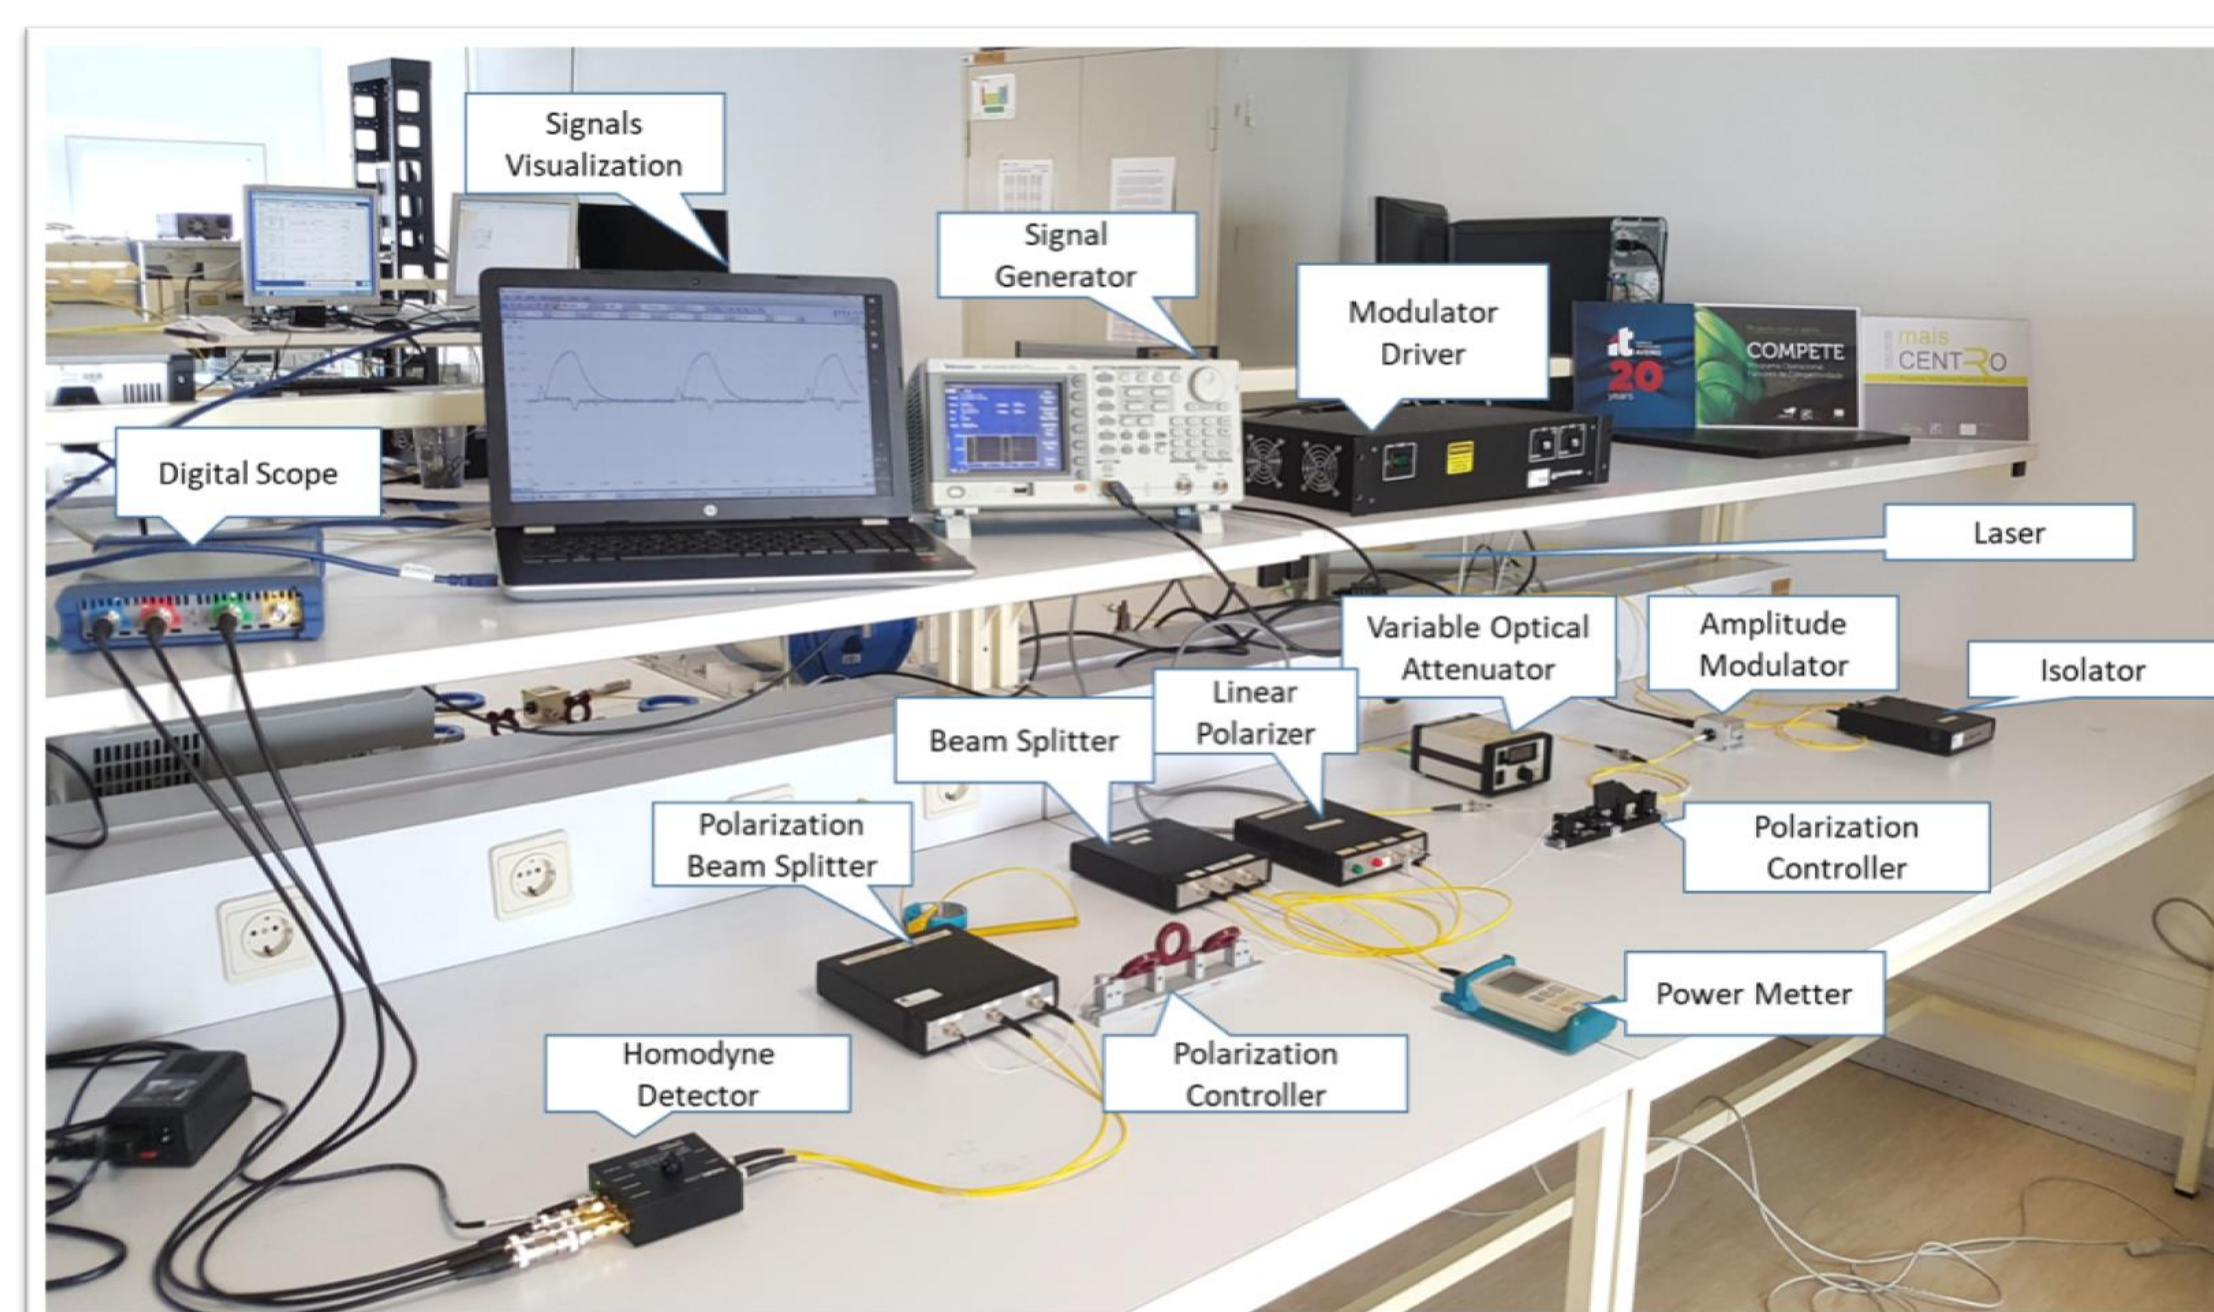 Signals
Visualization
Signal
Generator
Modulator
Driver
Digital Scope
20
years
COMPETE
mais
CENTRO
Laser
Variable Optical
Attenuator
Amplitude
Modulator
Isolator
Linear
Polarizer
Beam Splitter
Polarization
Beam Splitter
Polarization
Controller
Power Metter
Homodyne
Detector
Polarization
Controller